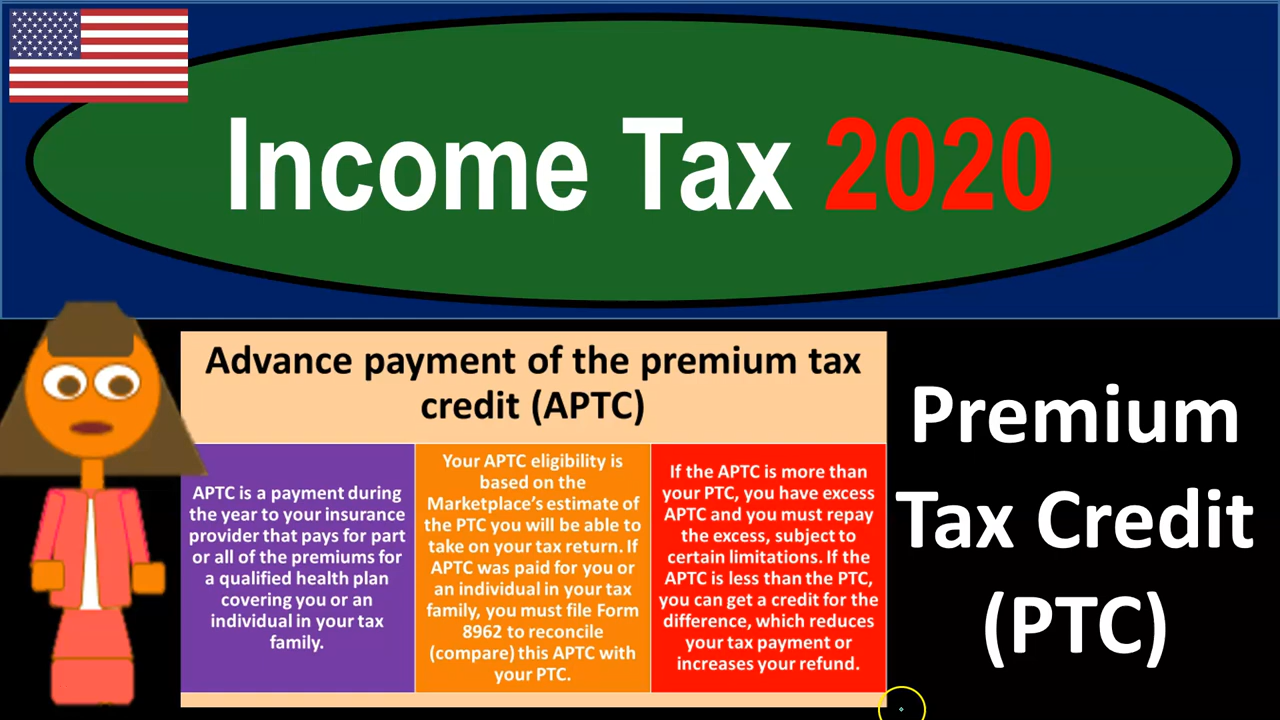 Income Tax 2020
Advance payment of the premium tax
credit (APTC)
APTC is a payment during
the year to your insurance
provider that pays for part
or all of the premiums for
a qualified health plan
covering you or an
individual in your tax
family.
Your APTC eligibility is
based on the
Marketplace's estimate of
the PTC you will be able to
take on your tax return. If
APTC was paid for you or
an individual in your tax
family, you must file Form
8962 to reconcile
(compare) this APTC with
your PTC.
If the APTC is more than
your PTC, you have excess
APTC and you must repay
the excess, subject to
certain limitations. If the
APTC is less than the PTC,
you can get a credit for the
difference, which reduces
your tax payment or
increases your refund.
Premium
Tax Credit
(PTC)